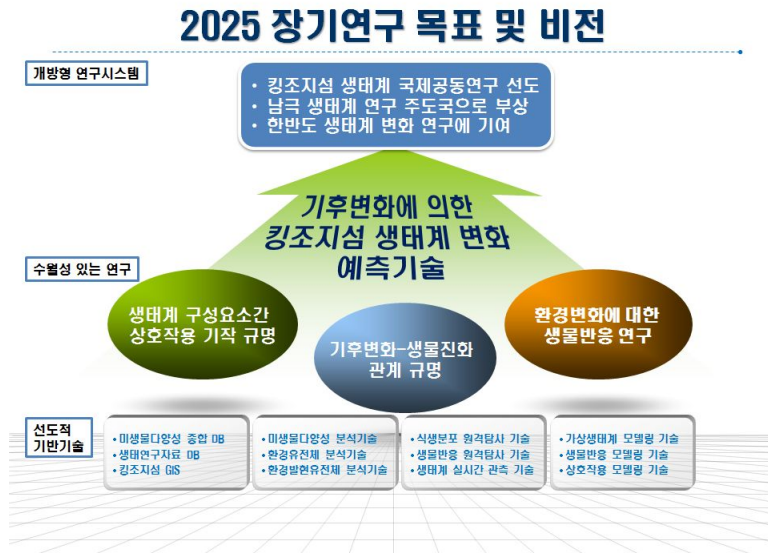 2025 장기연구 목표 및 비전
개방형 연구시스템
• 킹조지섬 생태계 국제공동연구 선도
• 남극 생태계 연구 주도국으로 부상
• 한반도 생태계 변화 연구에 기여
기후변화에 의한
킹조지섬 생태계 변화
예측기술
수월성 있는 연구
생태계 구성요소간
상호작용 기작 규명
기후변화-생물진화
관계 규명
환경변화에 대한
생물반응 연구
선도적
기반기술
• 미생물다양성 종합 DB
• 생태연구자료 DB
• 킹조지섬 GIS
• 미생물다양성 분석기술
• 환경유전체 분석기술
• 환경발현유전체 분석기술
• 식생분포 원격탐사 기술
• 생물반응 원격탐사 기술
• 생태계 실시간 관측 기술
• 가상생태계 모델링 기술
• 생물반응 모델링 기술
• 상호작용 모델링 기술